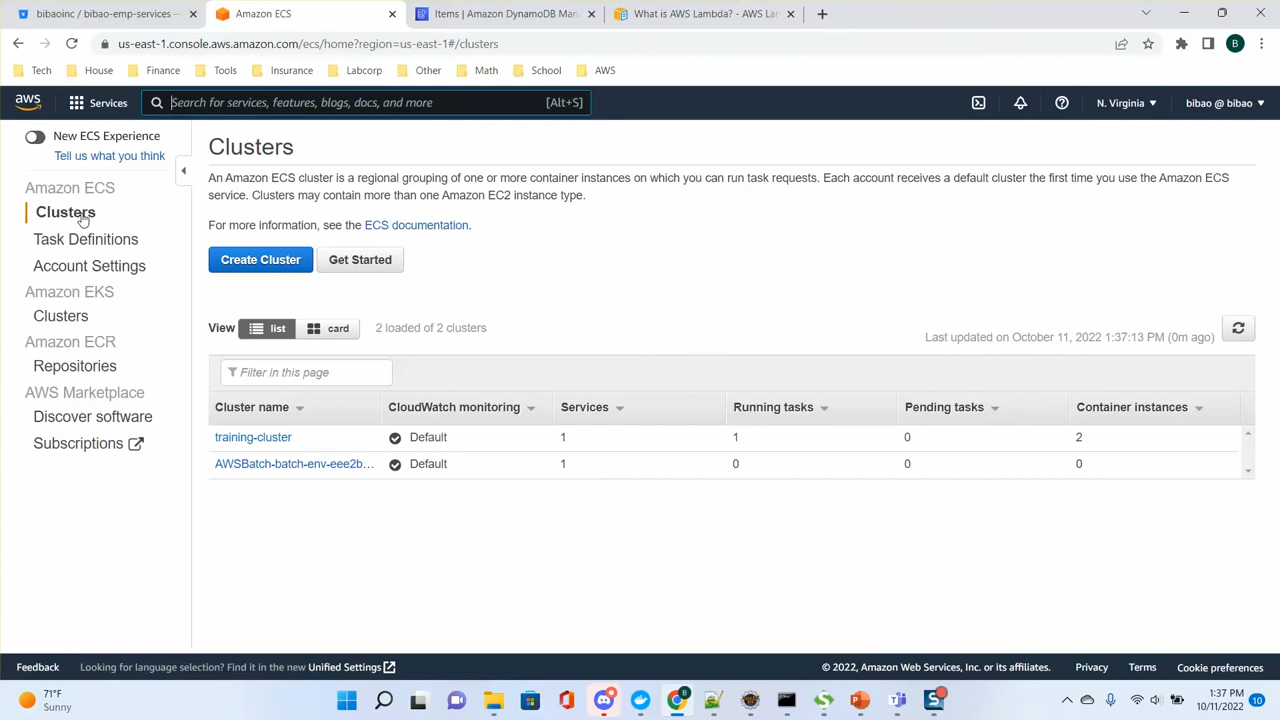 bibaoinc / bibao-emp-services —
Amazon ECS
Items | Amazon DynamoDB Man
What is AWS Lambda? - AWS La
us-east-1.console.aws.amazon.com/ecs/home?region=us-east-1#/clusters
B
Tech
House
Finance
Tools
Insurance
Labcorp
Other
Math
School
AWS
aws
Services
Search for services, features, blogs, docs, and more
[Alt+S]
N. Virginia
bibao @ bibao
New ECS Experience
Tell us what you think
Amazon ECS
Clusters
Task Definitions
Account Settings
Amazon EKS
Clusters
Amazon ECR
Repositories
AWS Marketplace
Discover software
Subscriptions
Clusters
An Amazon ECS cluster is a regional grouping of one or more container instances on which you can run task requests. Each account receives a default cluster the first time you use the Amazon ECS
service. Clusters may contain more than one Amazon EC2 instance type.
For more information, see the ECS documentation.
Create Cluster
Get Started
View
list
card
2 loaded of 2 clusters
Last updated on October 11, 2022 1:37:13 PM (0m ago)
Filter in this page
Cluster name CloudWatch monitoring Services Running tasks Pending tasks Container instances
training-cluster Default 1 1 0 2
AWSBatch-batch-env-eee2b... Default 1 0 0 0
Feedback
Looking for language selection? Find it in the new Unified Settings
© 2022, Amazon Web Services, Inc. or its affiliates.
Privacy
Terms
Cookie preferences
71°F
Sunny
1:37 PM
10/11/2022
10